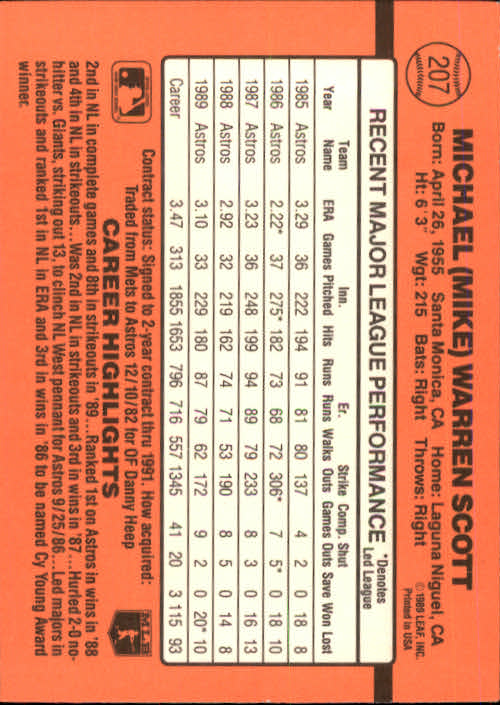 207
MICHAEL (MIKE) WARREN SCOTT
Born: April 26, 1955 Santa Monica, CA Home: Laguna Niguel, CA
Ht: 6' 3" Wgt: 215 Bats: Right Throws: Right
© 1989 LEAF, INC.
Printed in USA
RECENT MAJOR LEAGUE PERFORMANCE *Denotes
Led League
Team Inn. Er. Strike Comp. Shut
Year Name ERA Games Pitched Hits Runs Runs Walks Outs Games Outs Save Won Lost
1985 Astros 3.29 36 222 194 91 81 80 137 4 2 0 18 8
1986 Astros 2.22* 37 275* 182 73 68 72 306* 7 5* 0 18 10
1987 Astros 3.23 36 248 199 94 89 79 233 8 3 0 16 13
1988 Astros 2.92 32 219 162 74 71 53 190 8 5 0 14 8
1989 Astros 3.10 33 229 180 87 79 62 172 9 2 0 20* 10
Career 3.47 313 1855 1653 796 716 557 1345 41 20 3 115 93
Contract status: Signed to 2-year contract thru 1991. How acquired:
Traded from Mets to Astros 12/10/82 for OF Danny Heep
CAREER HIGHLIGHTS
MLB
2nd in NL in complete games and 8th in strikeouts in '89...Ranked 1st on Astros in wins in '88
and 4th in NL in strikeouts...Was 2nd in NL in strikeouts and 3rd in wins in '87...Hurled 2-0 no-
hitter vs. Giants, striking out 13, to clinch NL West pennant for Astros 9/25/86...Led majors in
strikeouts and ranked 1st in NL in ERA and 3rd in wins in '86 to be named Cy Young Award
winner.